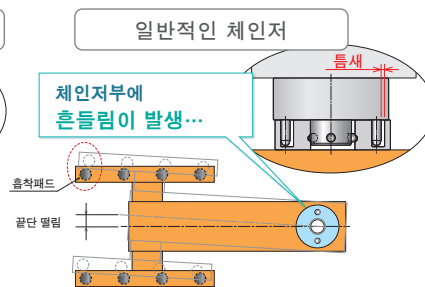 일반적인 체인저
틈새
체인저부에
흔들림이 발생…
흡착패드
끝단 떨림